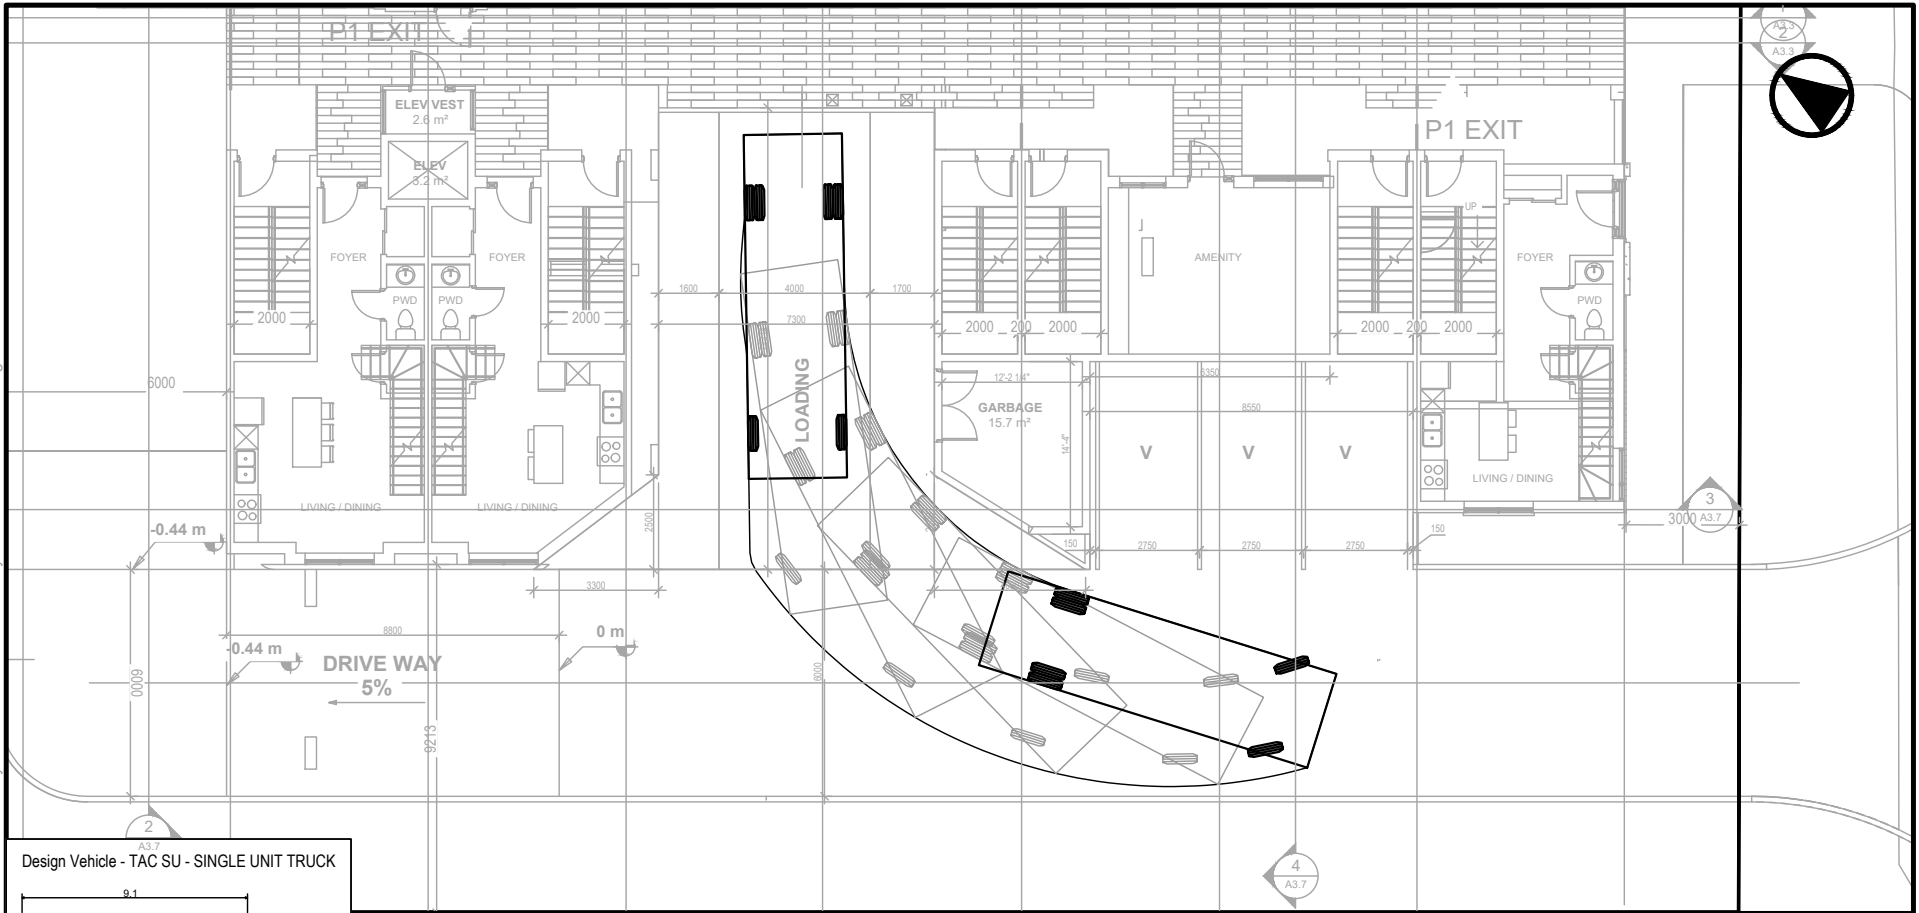 P1 EXIT
A3.3
2
A3.3
ELEV VEST
2.6 m²
ELEV
3.2 m²
P1 EXIT
UP
FOYER
FOYER
AMENITY
FOYER
1600
4000
1700
PWD
PWD
PWD
2000
2000
7300
2000
200
2000
2000
200
2000
6000
LOADING
12'-2 1/4"
6350
GARBAGE
15.7 m²
8550
14'-4"
V
V
V
LIVING / DINING
LIVING / DINING
LIVING / DINING
3
A3.7
3000
-0.44 m
2500
150
2750
2750
2750
150
3300
8800
0 m
-0.44 m
DRIVE WAY
5%
6000
6000
9213
2
A3.7
4
A3.7
Design Vehicle - TAC SU - SINGLE UNIT TRUCK
9.1